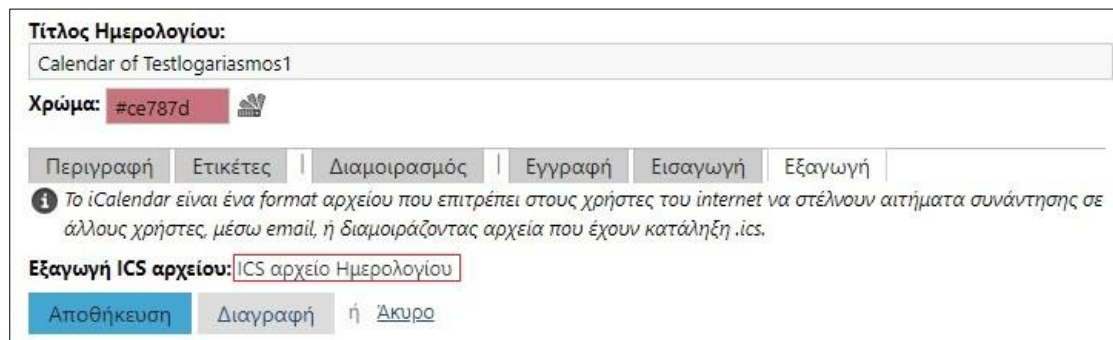 Τίτλος Ημερολογίου:
Calendar of Testlogariasmos1
Χρώμα: #ce787d
Περιγραφή Ετικέτες | Διαμοιρασμός | Εγγραφή Εισαγωγή Εξαγωγή
Το iCalendar είναι ένα format αρχείου που επιτρέπει στους χρήστες του internet να στέλνουν αιτήματα συνάντησης σε
άλλους χρήστες, μέσω email, ή διαμοιράζοντας αρχεία που έχουν κατάληξη .ics.
Εξαγωγή ICS αρχείου: ICS αρχείο Ημερολογίου
Αποθήκευση Διαγραφή ή Άκυρο